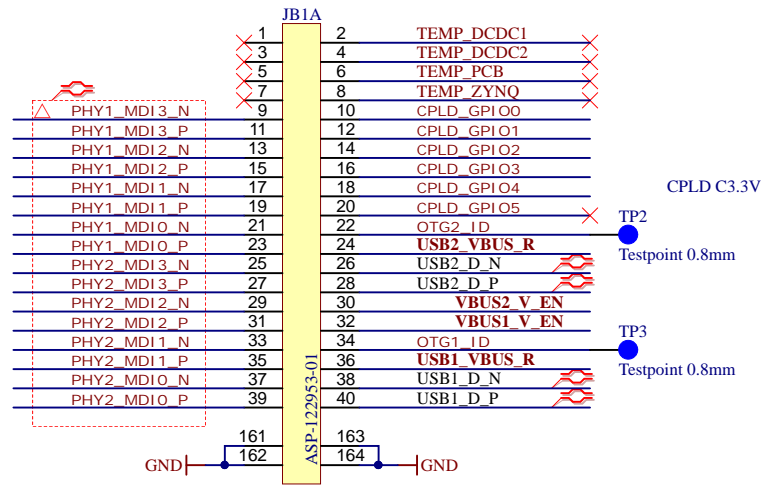 JB1A
1 2 TEMP_DCDC1
3 4 TEMP_DCDC2
5 6 TEMP_PCB
7 8 TEMP_ZYNQ
PHY1_MDI3_N 9 10 CPLD_GPIO0
PHY1_MDI3_P 11 12 CPLD_GPIO1
PHY1_MDI2_N 13 14 CPLD_GPIO2
PHY1_MDI2_P 15 16 CPLD_GPIO3
PHY1_MDI1_N 17 18 CPLD_GPIO4
CPLD C3.3V
PHY1_MDI1_P 19 20 CPLD_GPIO5
TP2
PHY1_MDI0_N 21 22 OTG2_ID
PHY1_MDI0_P 23 24 USB2_VBUS_R
Testpoint 0.8mm
PHY2_MDI3_N 25 26 USB2_D_N
PHY2_MDI3_P 27 28 USB2_D_P
PHY2_MDI2_N 29 30 VBUS2_V_EN
PHY2_MDI2_P 31 32 VBUS1_V_EN
TP3
PHY2_MDI1_N 33 34 OTG1_ID
PHY2_MDI1_P 35 36 USB1_VBUS_R
Testpoint 0.8mm
PHY2_MDI0_N 37 38 USB1_D_N
PHY2_MDI0_P 39 40 USB1_D_P
ASP-122953-01
161 163
162 164
GND GND